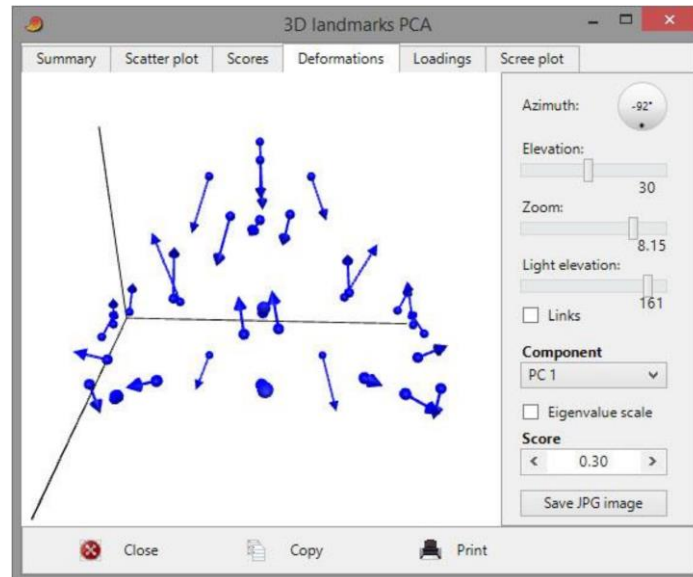 3D landmarks PCA
Summary Scatter plot Scores Deformations Loadings Scree plot
Azimuth: -92°
Elevation:
30
Zoom:
8.15
Light elevation:
161
Links
Component
PC 1
Eigenvalue scale
Score
< 0.30 >
Save JPG image
Close Copy Print